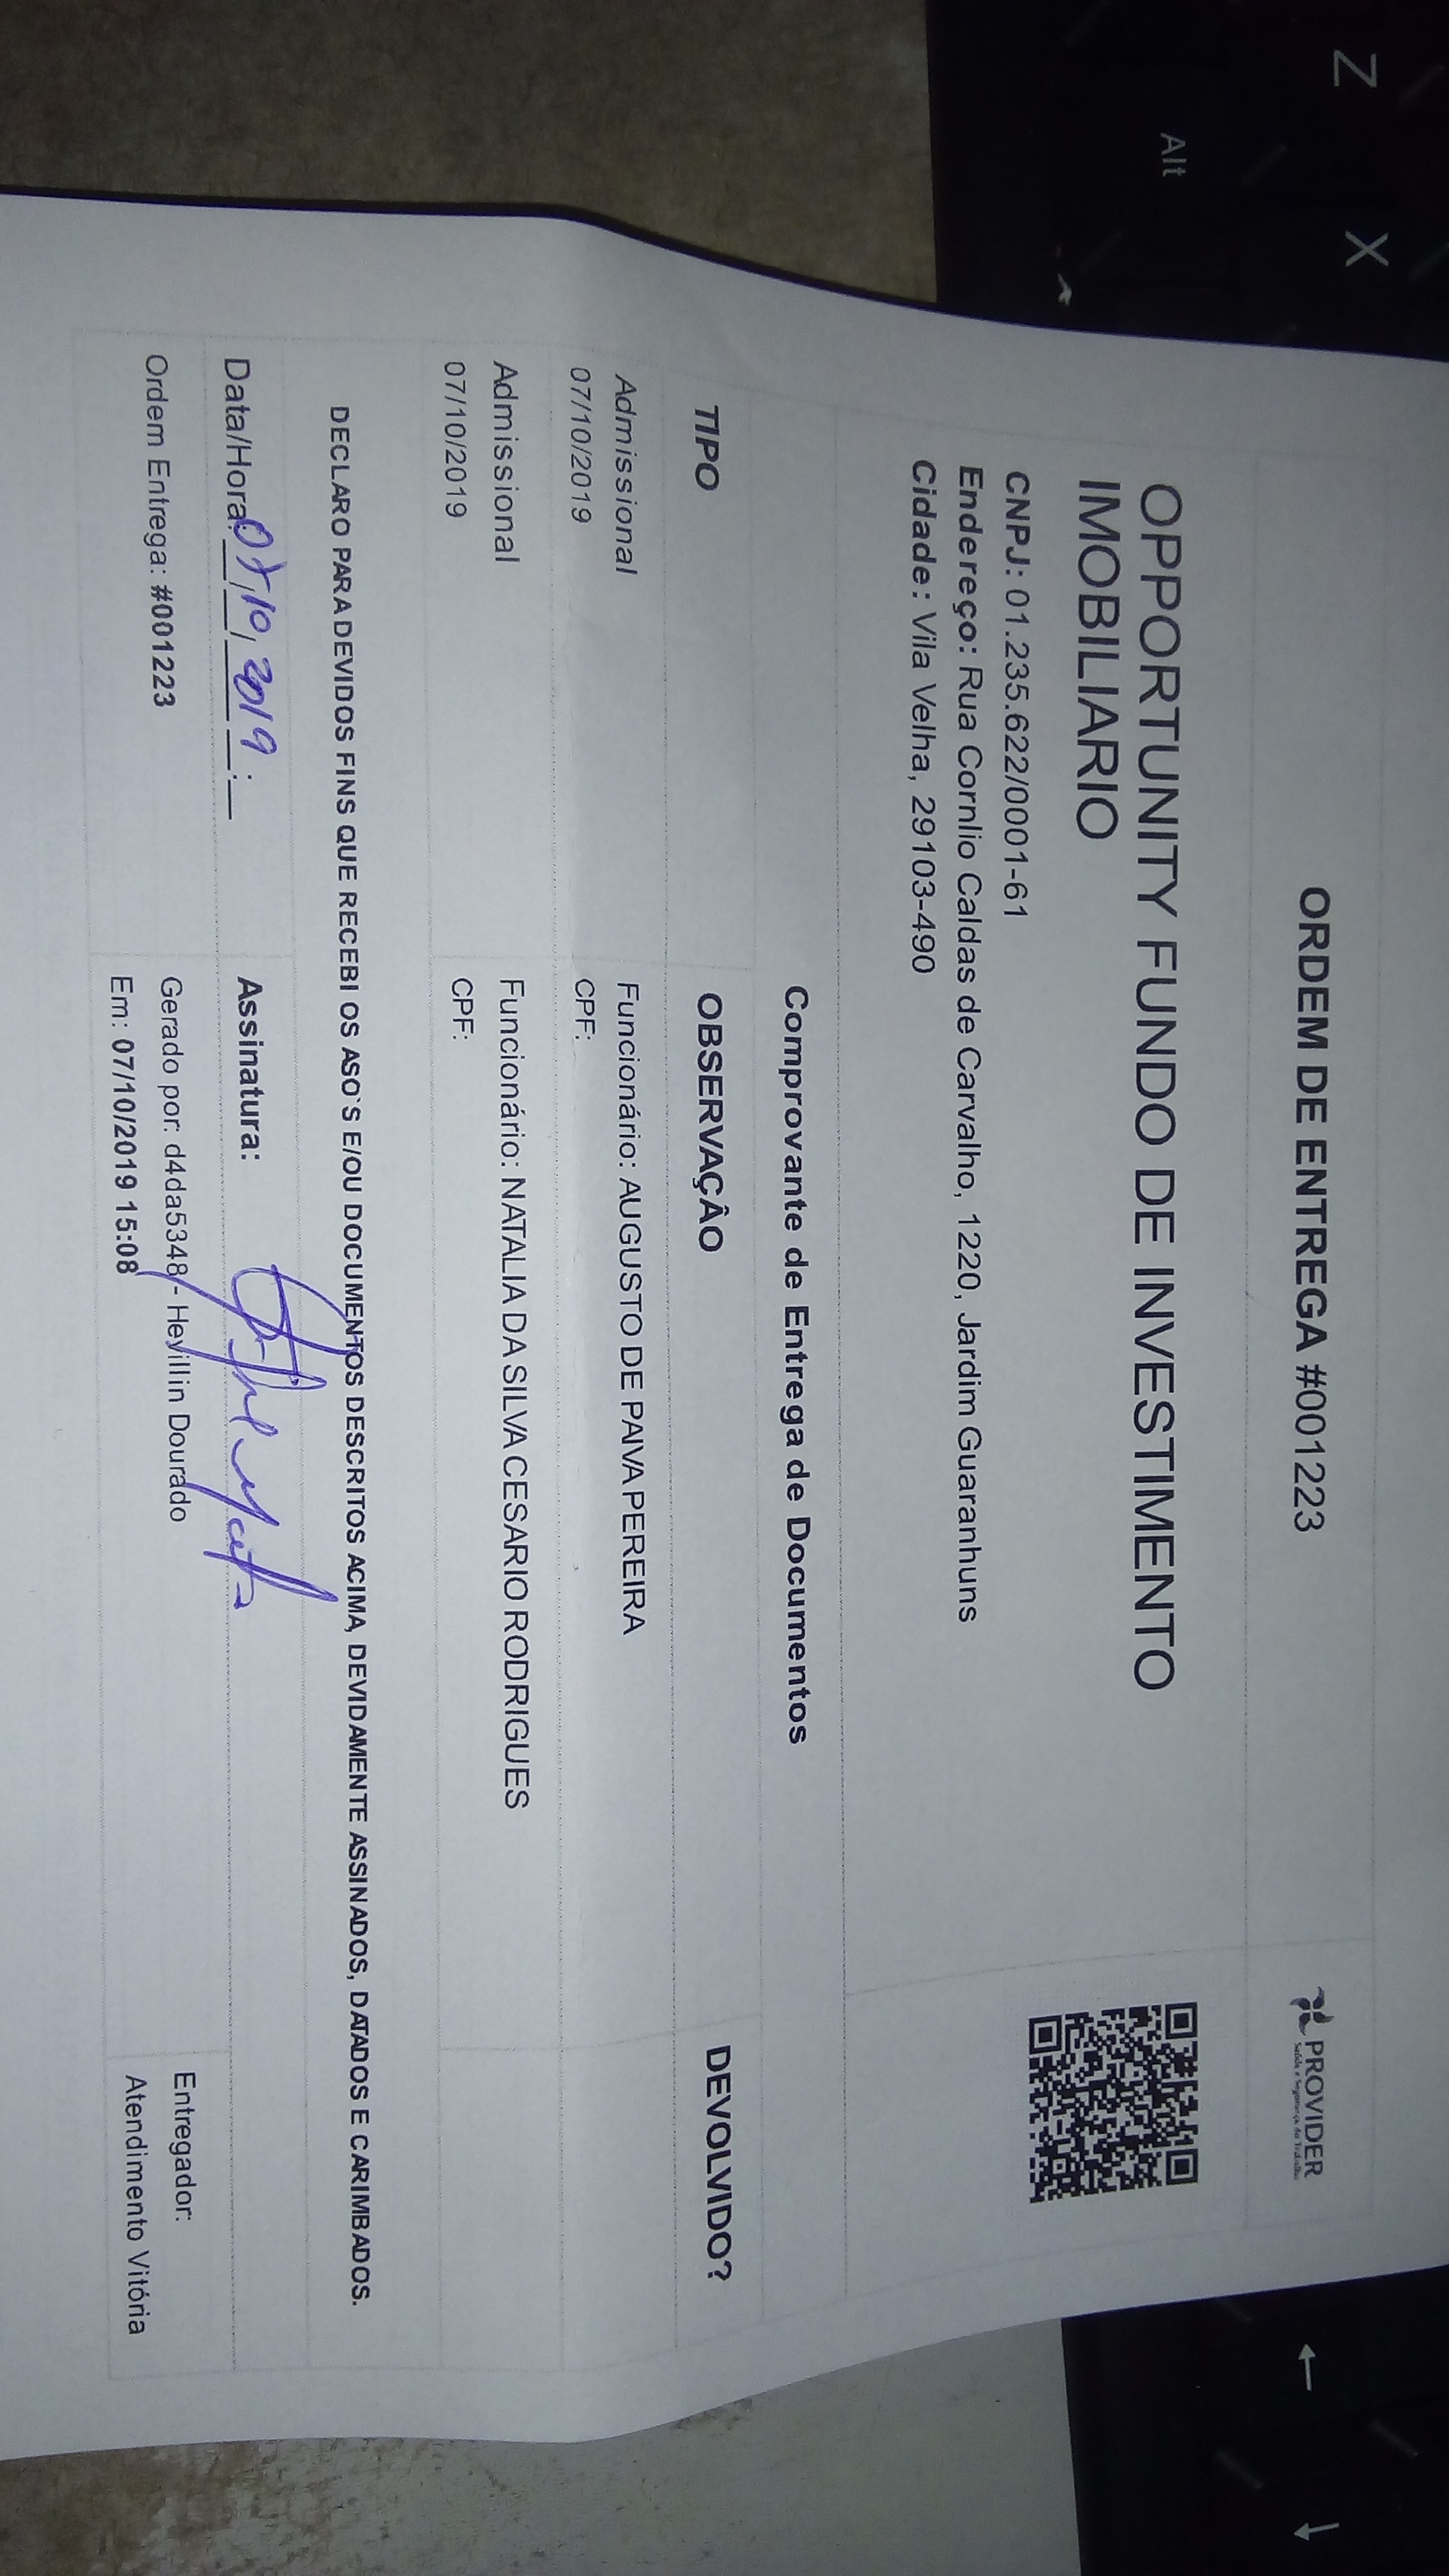 ORDEM DE ENTREGA #001223
PROVIDER
Saúde e Segurança do Trabalho
OPPORTUNITY FUNDO DE INVESTIMENTO
IMOBILIARIO
CNPJ: 01.235.622/0001-61
Endereço: Rua Cornlio Caldas de Carvalho, 1220, Jardim Guaranhuns
Cidade: Vila Velha, 29103-490
Comprovante de Entrega de Documentos
TIPO OBSERVAÇÃO DEVOLVIDO?
Admissional Funcionário: AUGUSTO DE PAIVA PEREIRA
07/10/2019 CPF:
Admissional Funcionário: NATALIA DA SILVA CESARIO RODRIGUES
07/10/2019 CPF:
DECLARO PARA DEVIDOS FINS QUE RECEBI OS ASO`S E/OU DOCUMENTOS DESCRITOS ACIMA, DEVIDAMENTE ASSINADOS, DATADOS E CARIMBADOS.
Data/Hora: 07/10/2019 __:__ Assinatura:
Ordem Entrega: #001223 Gerado por: d4da5348 - Heyillin Dourado Entregador:
Em: 07/10/2019 15:08 Atendimento Vitória
Z
X
Alt
←
→